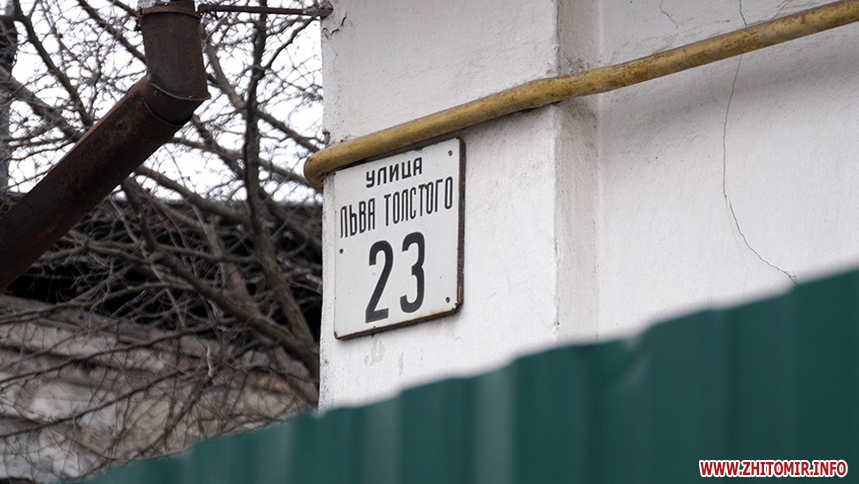 УЛИЦА
ЛЬВА ТОЛСТОГО
23
WWW.ZHITOMIR.INFO